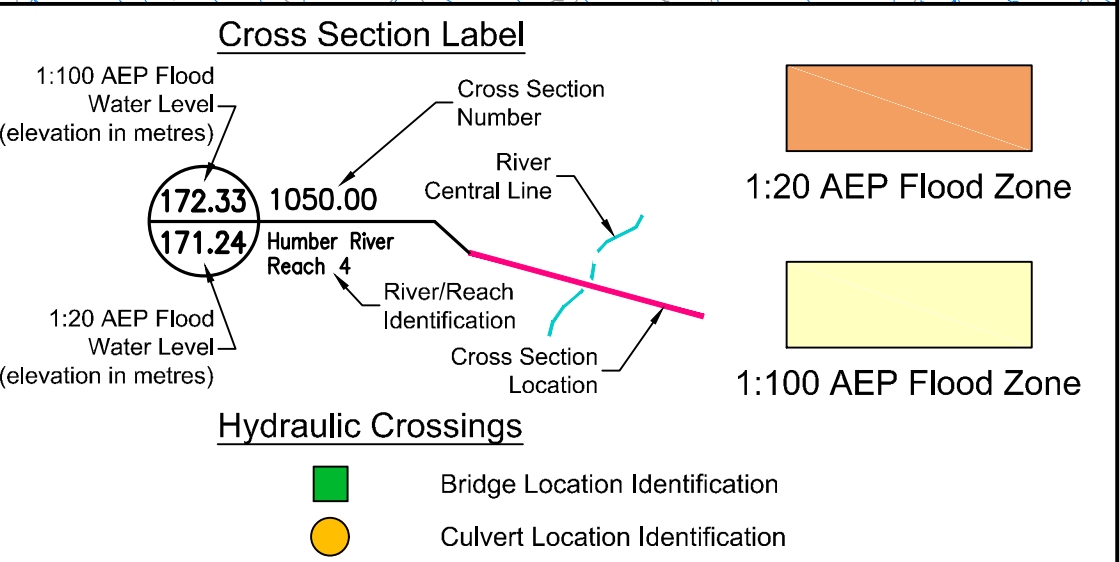 Cross Section Label
1:100 AEP Flood
Water Level
(elevation in metres)
Cross Section
Number
River
Central Line
172.33
1050.00
171.24
Humber River
Reach 4
River/Reach
Identification
1:20 AEP Flood
Water Level
(elevation in metres)
Cross Section
Location
1:20 AEP Flood Zone
1:100 AEP Flood Zone
Hydraulic Crossings
Bridge Location Identification
Culvert Location Identification